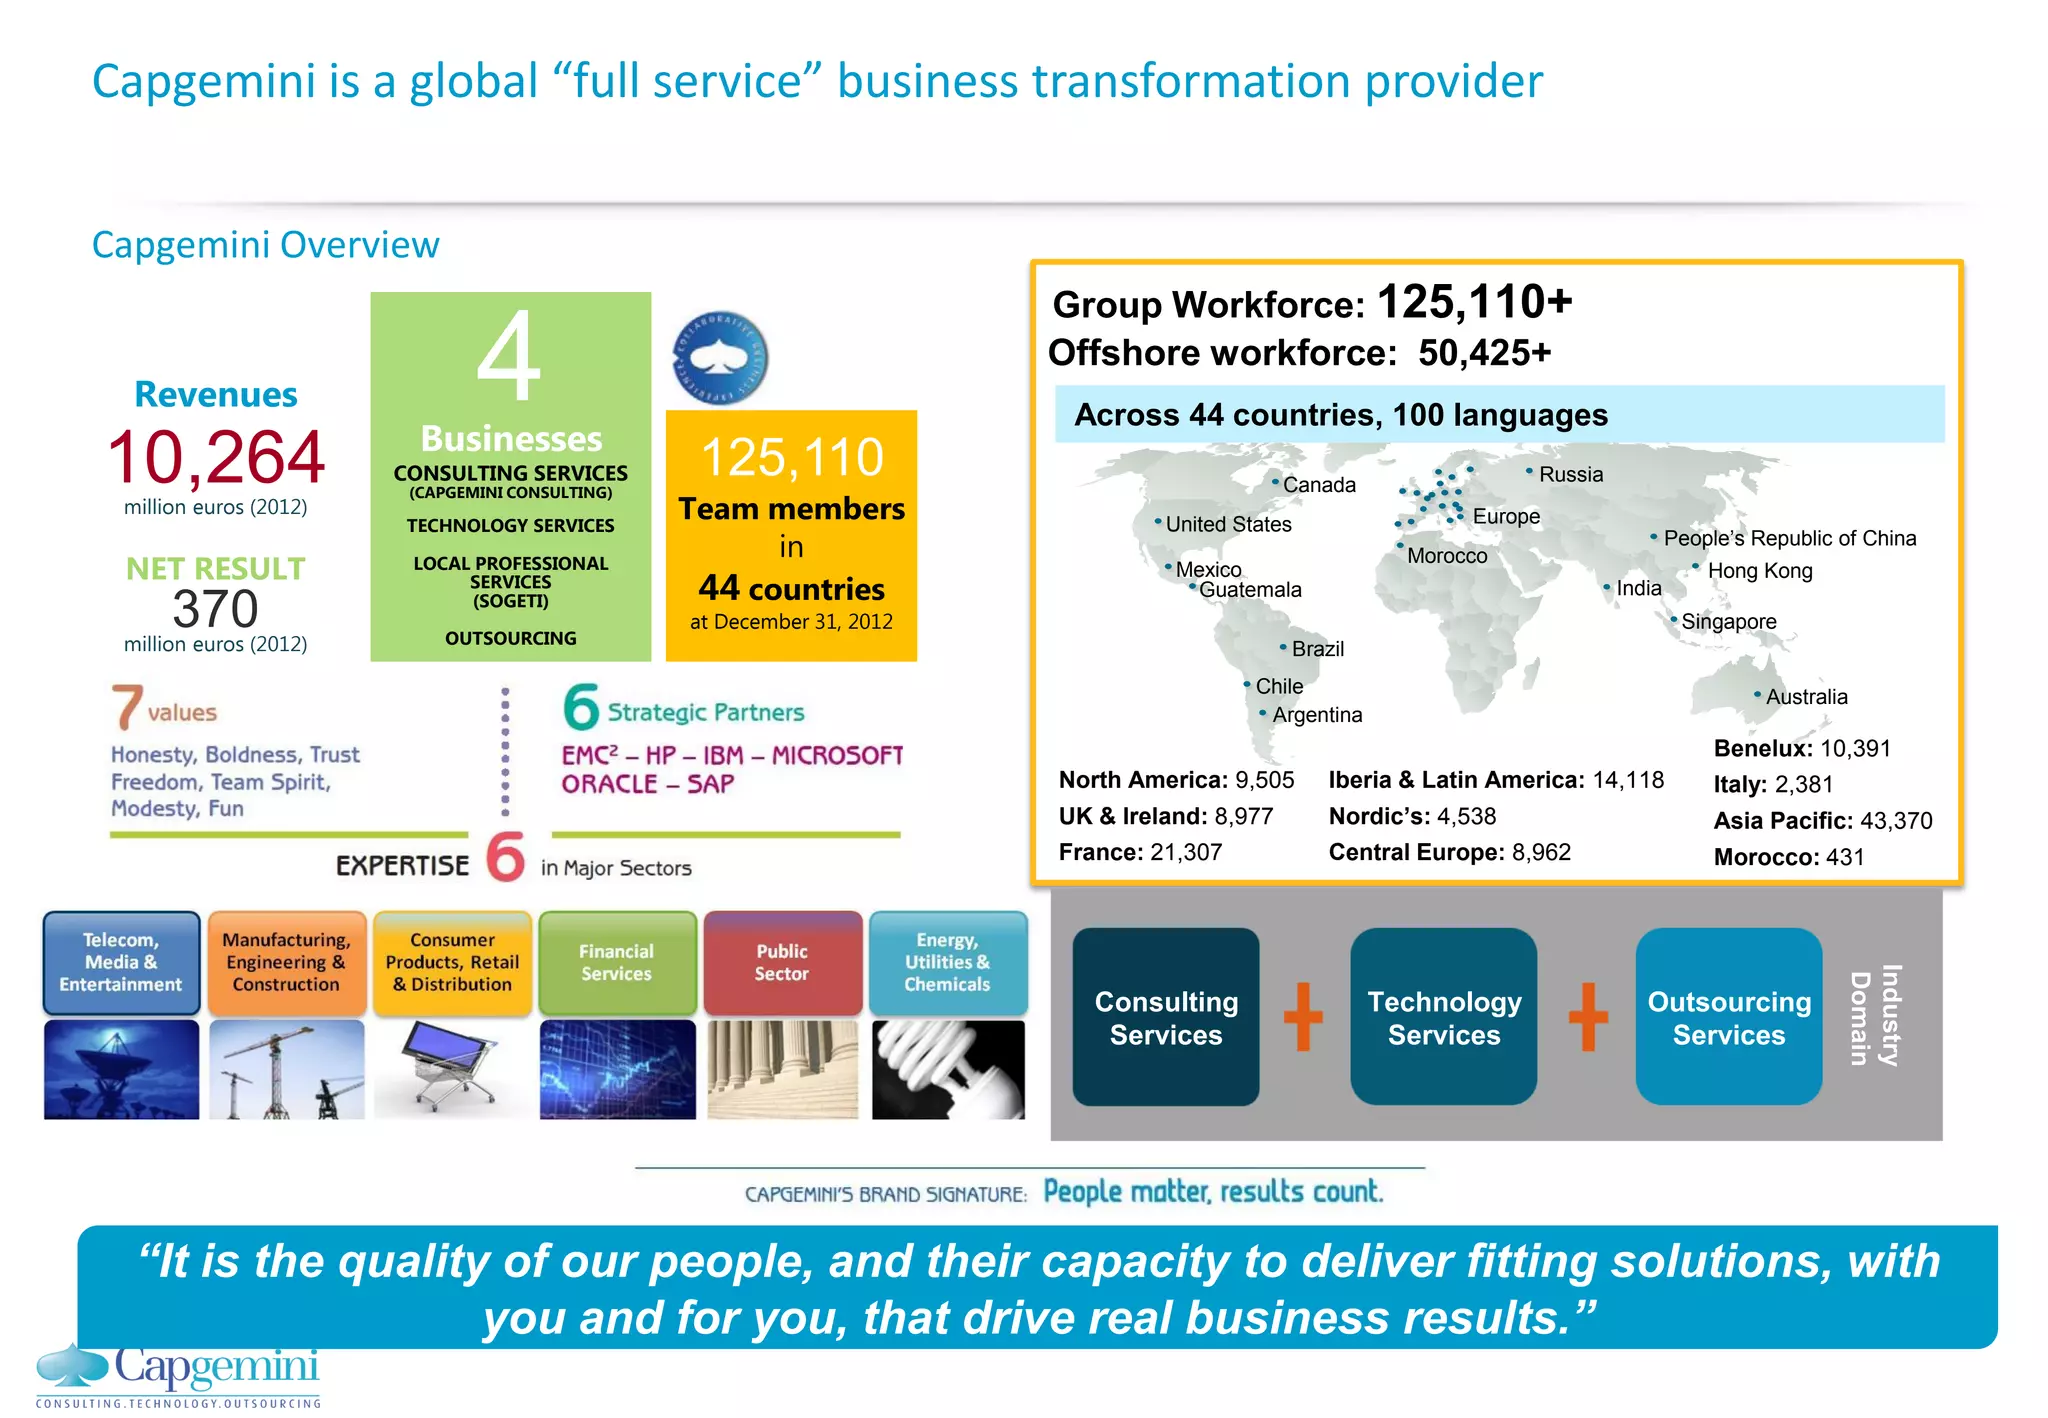 Capgemini is a global “full service” business transformation provider
Capgemini Overview
Revenues
10,264
million euros (2012)
NET RESULT
370
million euros (2012)
4
Businesses
CONSULTING SERVICES
(CAPGEMINI CONSULTING)
TECHNOLOGY SERVICES
LOCAL PROFESSIONAL
SERVICES
(SOGETI)
OUTSOURCING
COLLABORATIVE BUSINESS EXPERIENCE
125,110
Team members
in
44 countries
at December 31, 2012
7 values
Honesty, Boldness, Trust
Freedom, Team Spirit,
Modesty, Fun
6 Strategic Partners
EMC² – HP – IBM – MICROSOFT
ORACLE – SAP
EXPERTISE 6 in Major Sectors
Telecom,
Media &
Entertainment
Manufacturing,
Engineering &
Construction
Consumer
Products, Retail
& Distribution
Financial
Services
Public
Sector
Energy,
Utilities &
Chemicals
Group Workforce: 125,110+
Offshore workforce: 50,425+
Across 44 countries, 100 languages
Canada
Russia
United States
Europe
People’s Republic of China
Morocco
Mexico
Hong Kong
Guatemala
India
Singapore
Brazil
Chile
Australia
Argentina
North America: 9,505
UK & Ireland: 8,977
France: 21,307
Iberia & Latin America: 14,118
Nordic’s: 4,538
Central Europe: 8,962
Benelux: 10,391
Italy: 2,381
Asia Pacific: 43,370
Morocco: 431
Consulting
Services
Technology
Services
Outsourcing
Services
Industry
Domain
CAPGEMINI’S BRAND SIGNATURE: People matter, results count.
“It is the quality of our people, and their capacity to deliver fitting solutions, with
you and for you, that drive real business results.”
Capgemini
CONSULTING.TECHNOLOGY.OUTSOURCING